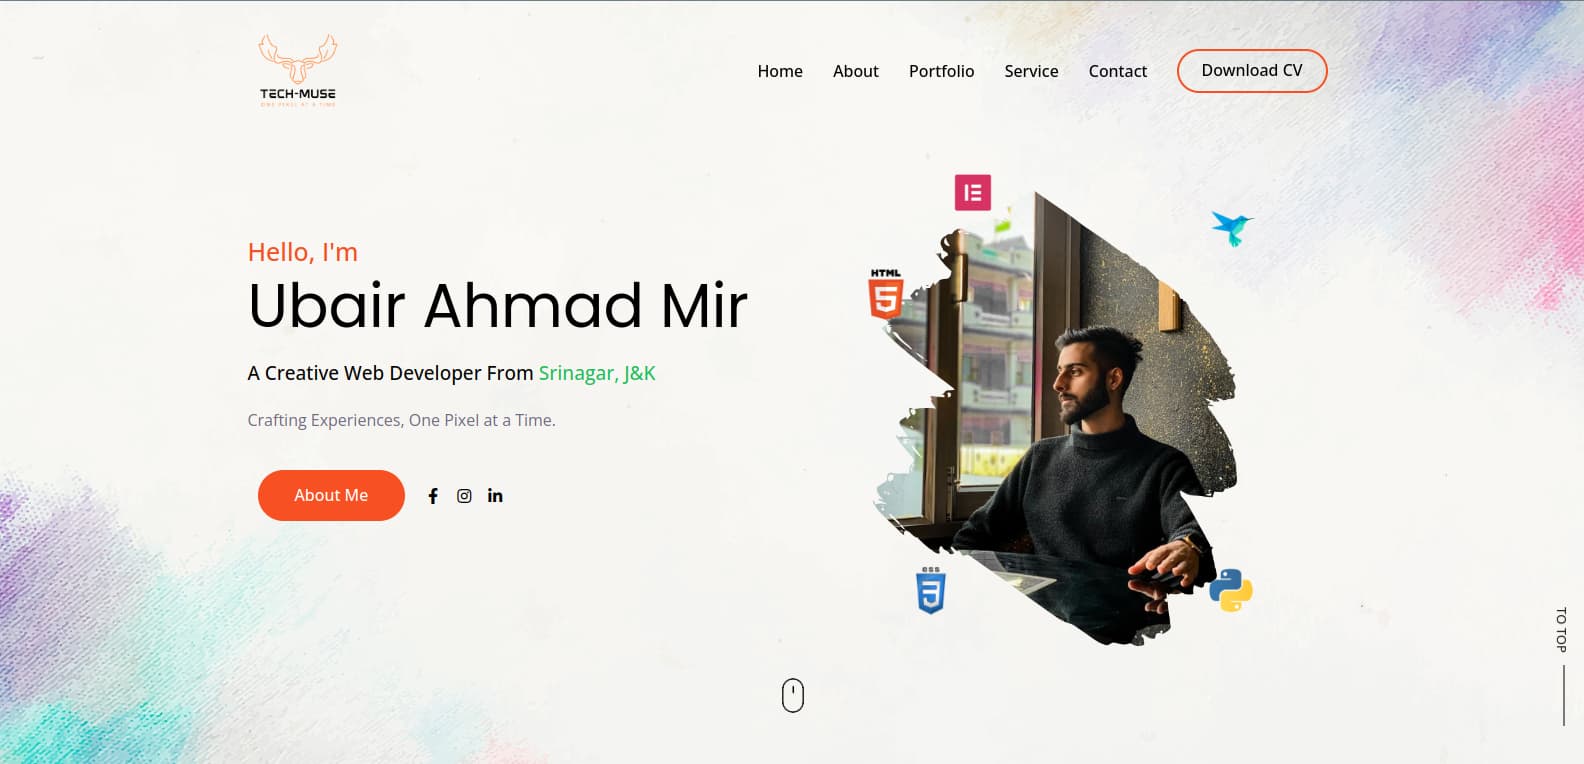 TECH-MUSE
ONE PIXEL AT A TIME
Home About Portfolio Service Contact Download CV
Hello, I'm
Ubair Ahmad Mir
A Creative Web Developer From Srinagar, J&K
Crafting Experiences, One Pixel at a Time.
About Me
HTML
5
CSS
3
TO TOP